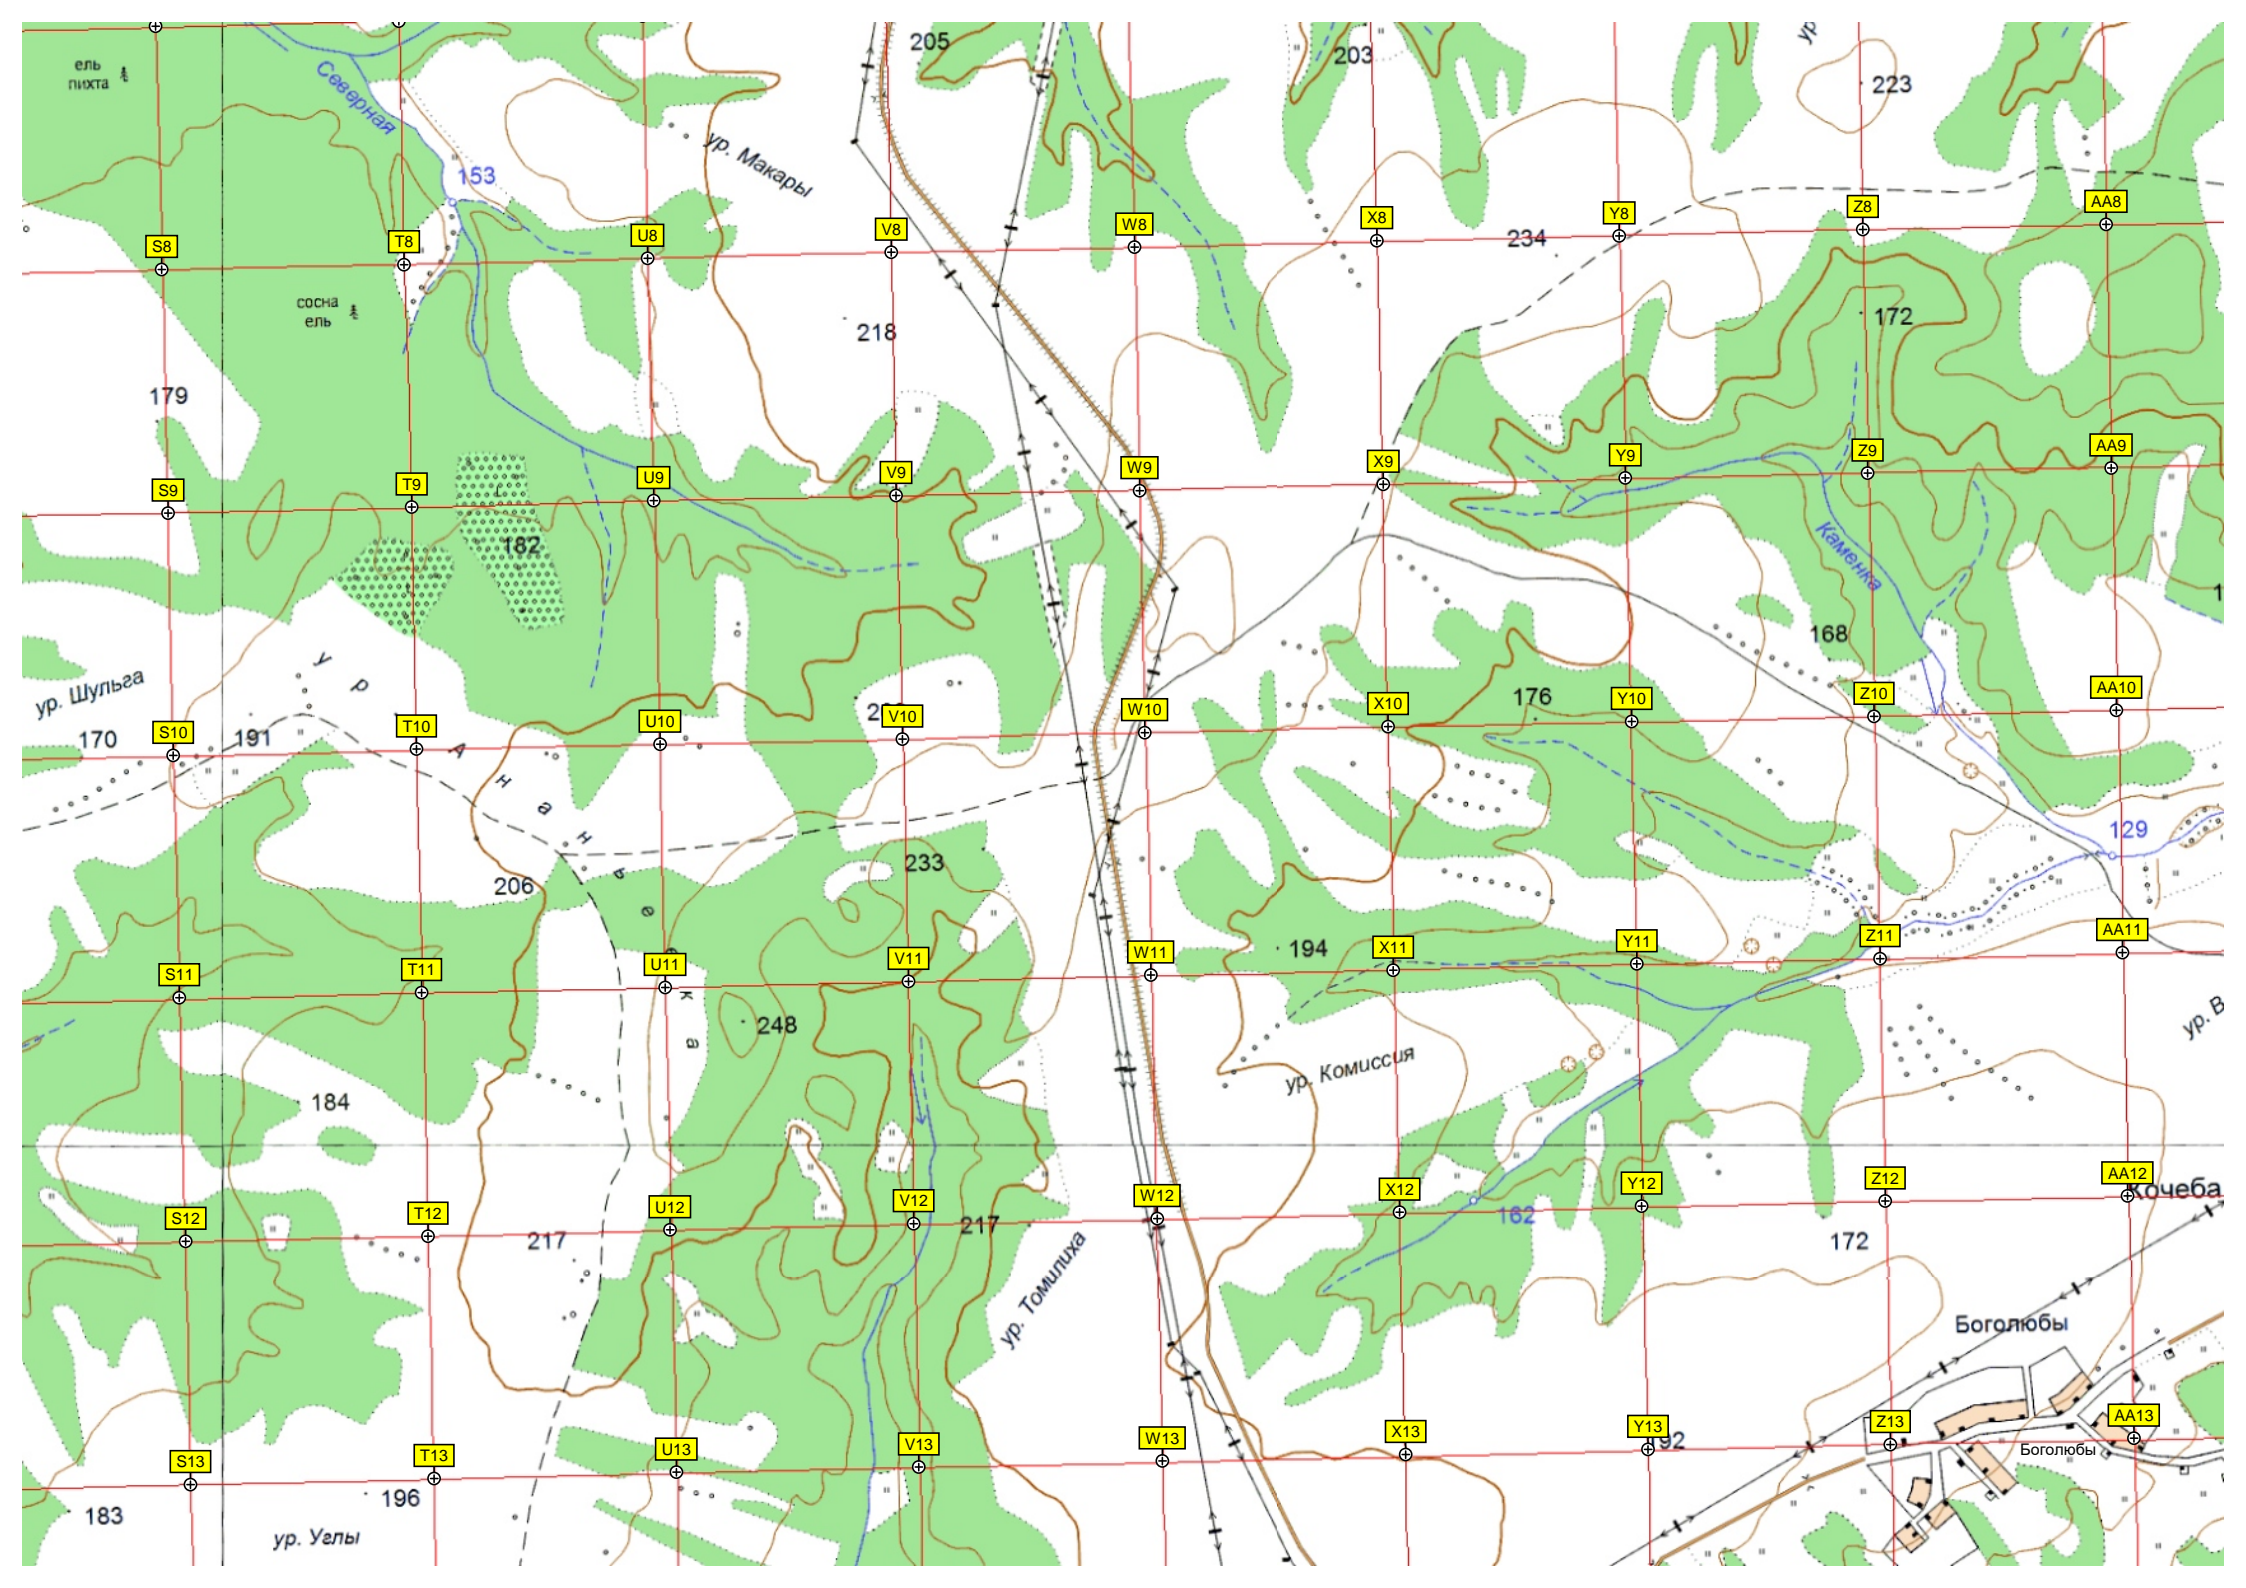 205
203
223
ель
пихта
Северная
ур. Макары
153
AA8
Z8
Y8
X8
W8
V8
U8
T8
S8
234
сосна
ель
218
172
179
AA9
Z9
Y9
X9
W9
V9
U9
T9
S9
182
Каменка
168
ур. Шульга
У р
А н а н ь е
в к а
176
AA10
Z10
Y10
X10
W10
V10
U10
T10
S10
170
191
129
233
206
AA11
Z11
Y11
X11
W11
V11
U11
T11
S11
194
248
ур. В
ур. Комиссия
184
AA12
Z12
Y12
X12
W12
V12
U12
T12
S12
Кочеба
162
217
217
172
ур. Томилиха
Боголюбы
AA13
Z13
Y13
X13
W13
V13
U13
T13
S13
Боголюбы
196
183
ур. Углы